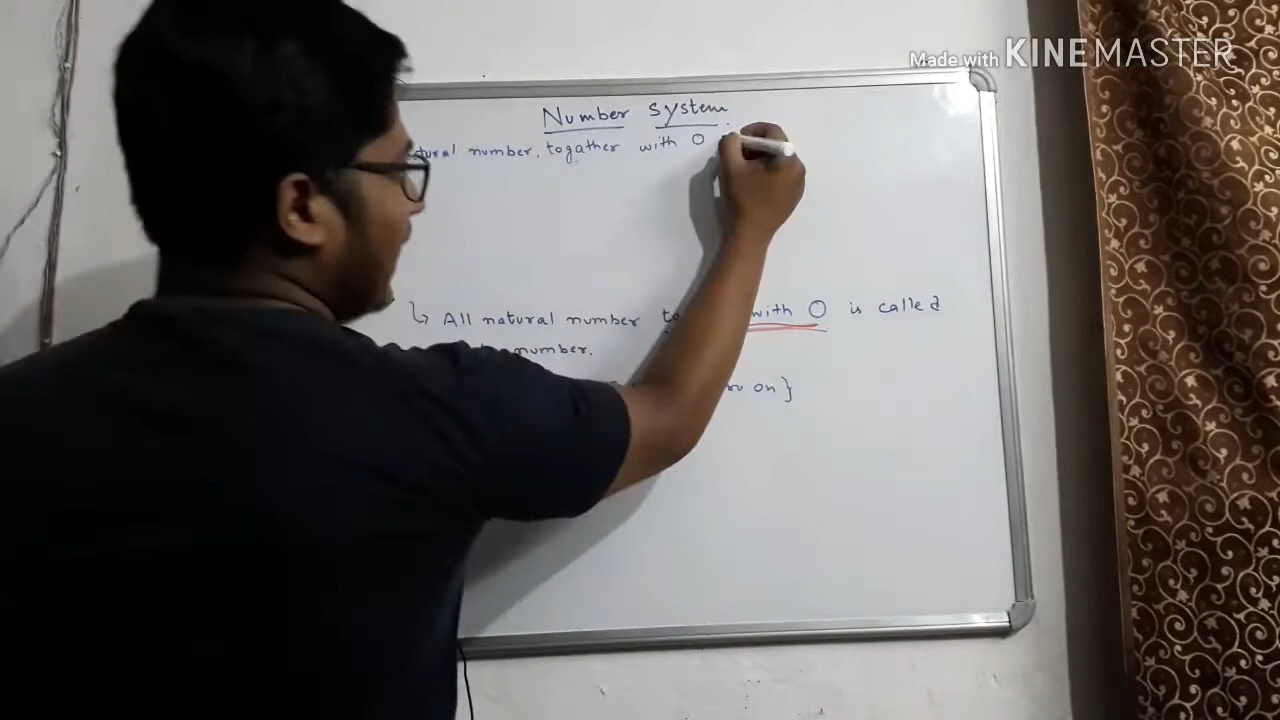 Made with KINEMASTER
Number system
natural number, togather with 0
↳ All natural number with 0 is called
number.
on}